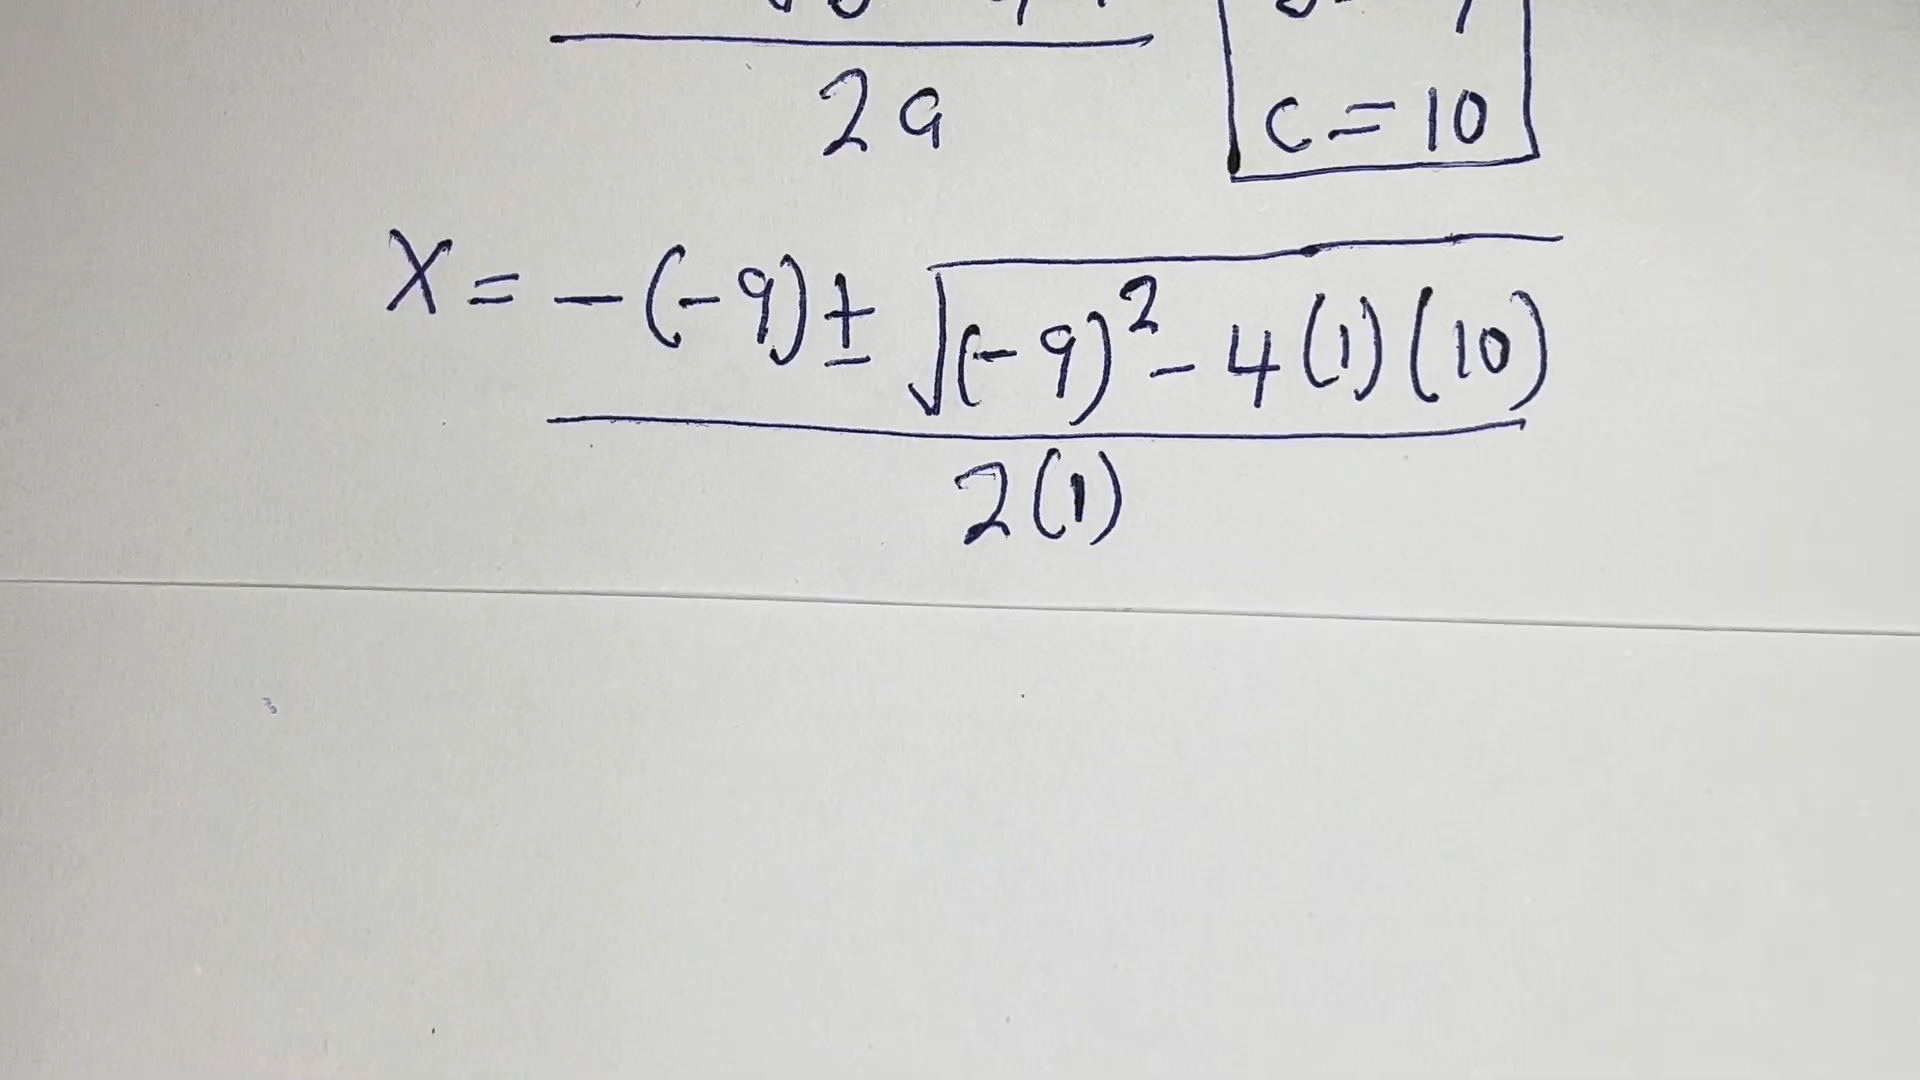 2a
c = 10
x = -(-9) ± √((-9)² - 4(1)(10))
2(1)